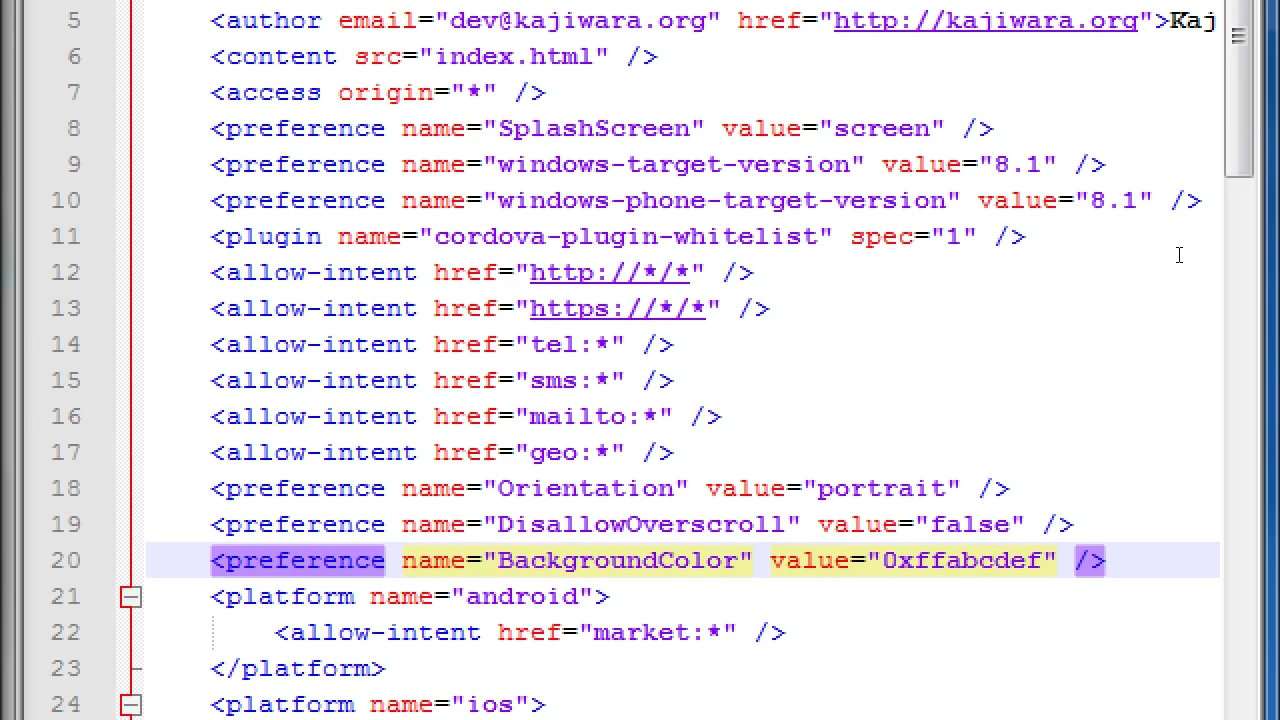 5 <author email="dev@kajiwara.org" href="http://kajiwara.org">Kaj
6 <content src="index.html" />
7 <access origin="*" />
8 <preference name="SplashScreen" value="screen" />
9 <preference name="windows-target-version" value="8.1" />
10 <preference name="windows-phone-target-version" value="8.1" />
11 <plugin name="cordova-plugin-whitelist" spec="1" />
12 <allow-intent href="http://*/*" />
13 <allow-intent href="https://*/*" />
14 <allow-intent href="tel:*" />
15 <allow-intent href="sms:*" />
16 <allow-intent href="mailto:*" />
17 <allow-intent href="geo:*" />
18 <preference name="Orientation" value="portrait" />
19 <preference name="DisallowOverscroll" value="false" />
20 <preference name="BackgroundColor" value="0xffabcdef" />
21 <platform name="android">
22 <allow-intent href="market:*" />
23 </platform>
24 <platform name="ios">